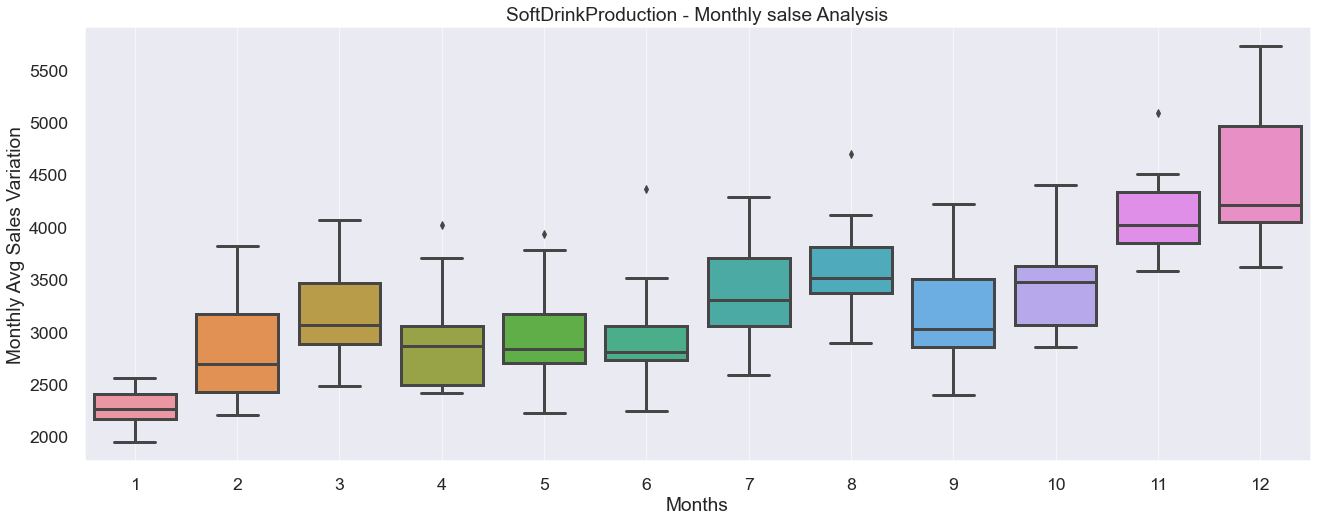 SoftDrinkProduction - Monthly salse Analysis
Monthly Avg Sales Variation
5500
5000
4500
4000
3500
3000
2500
2000
1 2 3 4 5 6 7 8 9 10 11 12
Months